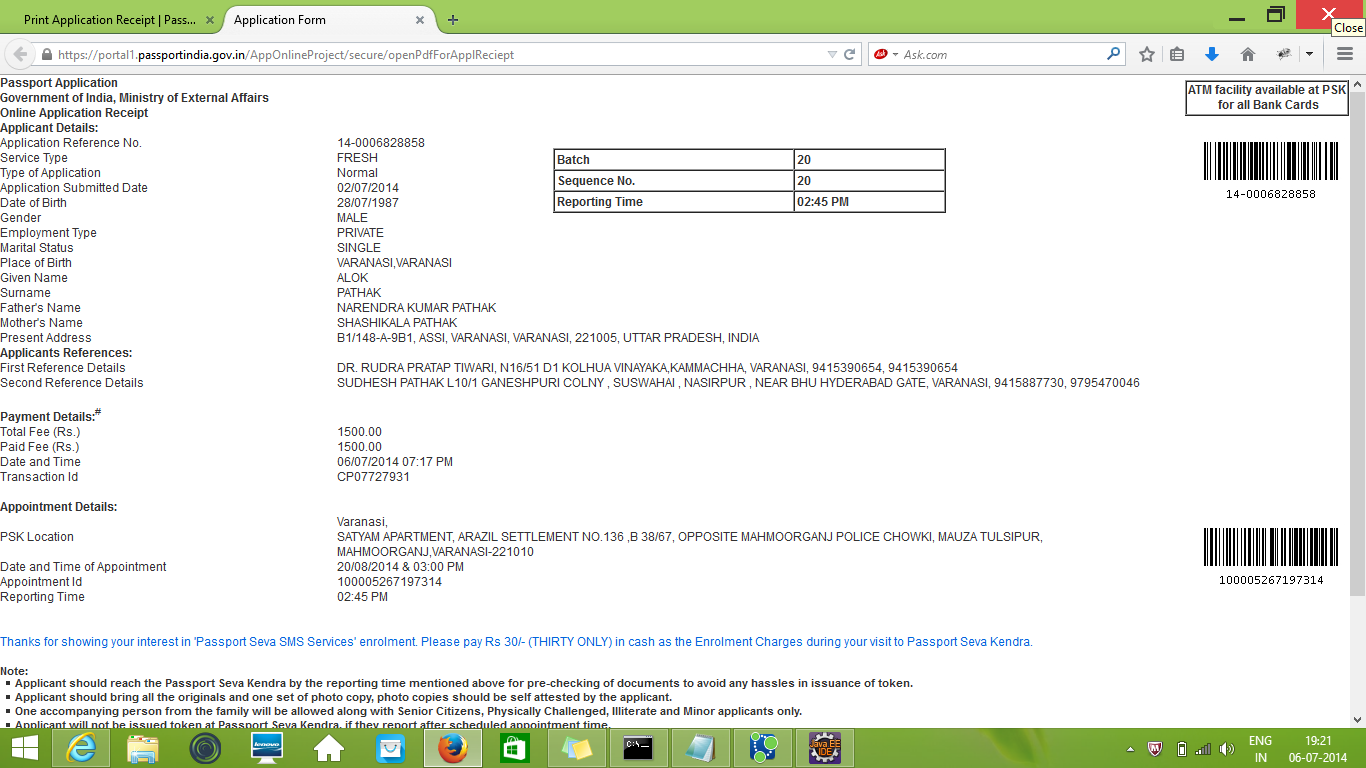 Print Application Receipt | Pass...
Application Form
Close
https://portal1.passportindia.gov.in/AppOnlineProject/secure/openPdfForApplReciept
Ask
Ask.com
Passport Application
Government of India, Ministry of External Affairs
Online Application Receipt
ATM facility available at PSK
for all Bank Cards
Applicant Details:
Application Reference No. 14-0006828858
Service Type FRESH
Type of Application Normal
Application Submitted Date 02/07/2014
Date of Birth 28/07/1987
Gender MALE
Employment Type PRIVATE
Marital Status SINGLE
Place of Birth VARANASI,VARANASI
Given Name ALOK
Surname PATHAK
Father's Name NARENDRA KUMAR PATHAK
Mother's Name SHASHIKALA PATHAK
Present Address B1/148-A-9B1, ASSI, VARANASI, VARANASI, 221005, UTTAR PRADESH, INDIA
Batch 20
Sequence No. 20
Reporting Time 02:45 PM
14-0006828858
Applicants References:
First Reference Details DR. RUDRA PRATAP TIWARI, N16/51 D1 KOLHUA VINAYAKA,KAMMACHHA, VARANASI, 9415390654, 9415390654
Second Reference Details SUDHESH PATHAK L10/1 GANESHPURI COLNY , SUSWAHAI , NASIRPUR , NEAR BHU HYDERABAD GATE, VARANASI, 9415887730, 9795470046
Payment Details:#
Total Fee (Rs.) 1500.00
Paid Fee (Rs.) 1500.00
Date and Time 06/07/2014 07:17 PM
Transaction Id CP07727931
Appointment Details:
Varanasi,
PSK Location SATYAM APARTMENT, ARAZIL SETTLEMENT NO.136 ,B 38/67, OPPOSITE MAHMOORGANJ POLICE CHOWKI, MAUZA TULSIPUR,
MAHMOORGANJ,VARANASI-221010
Date and Time of Appointment 20/08/2014 & 03:00 PM
Appointment Id 100005267197314
Reporting Time 02:45 PM
100005267197314
Thanks for showing your interest in 'Passport Seva SMS Services' enrolment. Please pay Rs 30/- (THIRTY ONLY) in cash as the Enrolment Charges during your visit to Passport Seva Kendra.
Note:
▪ Applicant should reach the Passport Seva Kendra by the reporting time mentioned above for pre-checking of documents to avoid any hassles in issuance of token.
▪ Applicant should bring all the originals and one set of photo copy, photo copies should be self attested by the applicant.
▪ One accompanying person from the family will be allowed along with Senior Citizens, Physically Challenged, Illiterate and Minor applicants only.
▪ Applicant will not be issued token at Passport Seva Kendra, if they report after scheduled appointment time.
lenovo
C:\
Java EE
IDE
ENG
IN
19:21
06-07-2014